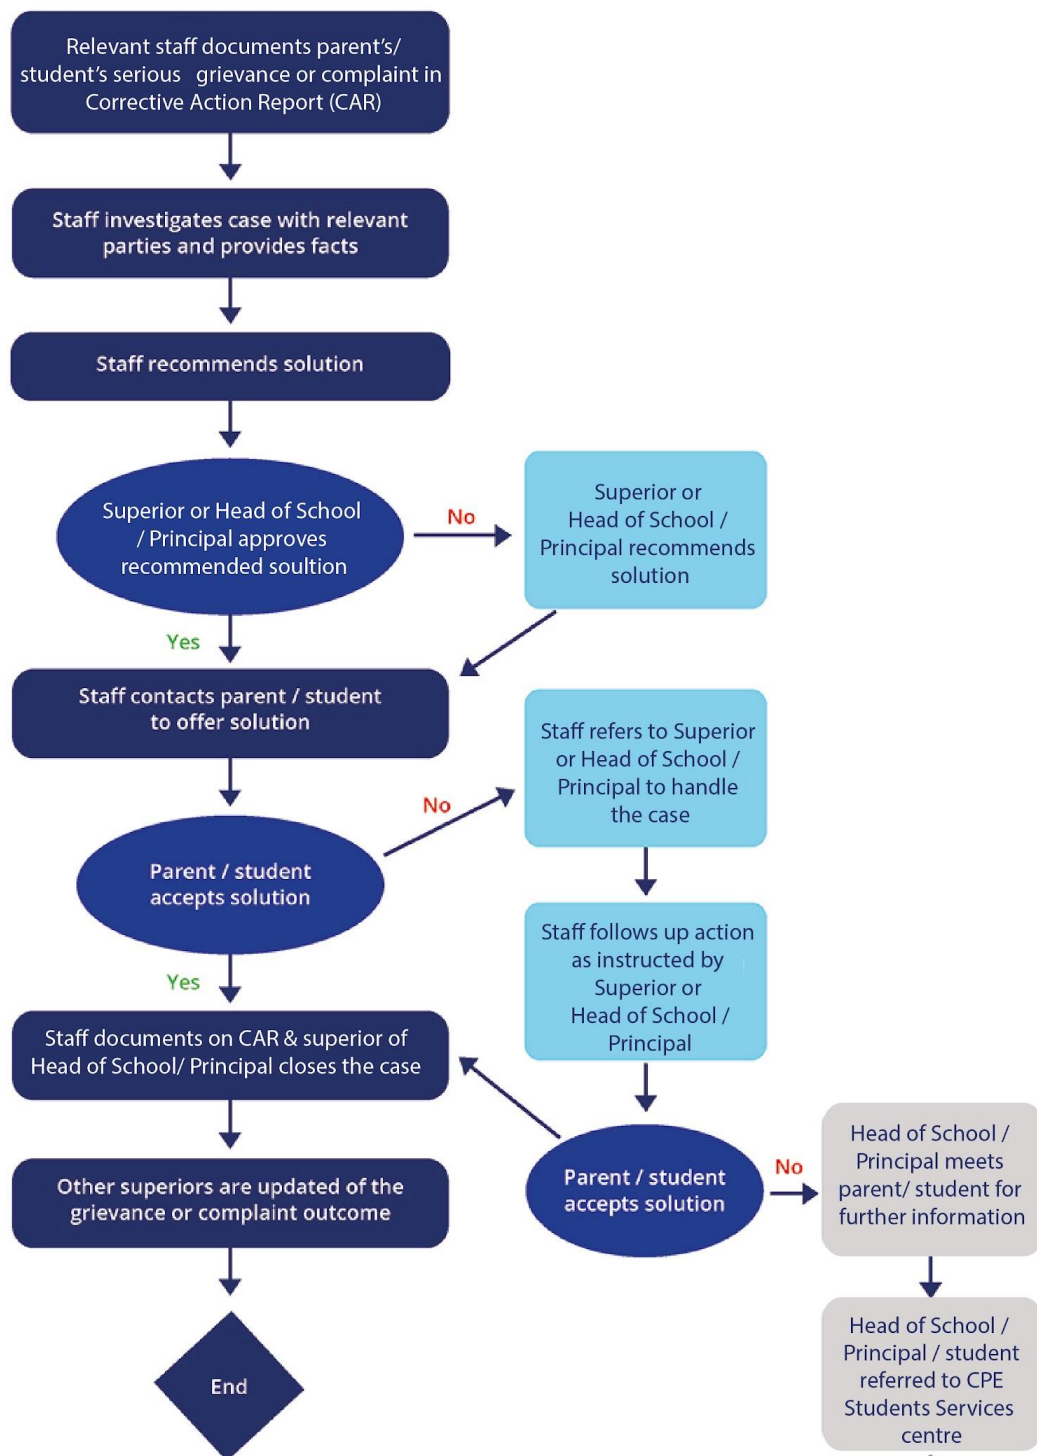 Relevant staff documents parent's/
student's serious grievance or complaint in
Corrective Action Report (CAR)
Staff investigates case with relevant
parties and provides facts
Staff recommends solution
Superior or Head of School
/ Principal approves
recommended soultion
No
Superior or
Head of School /
Principal recommends
solution
Yes
Staff contacts parent / student
to offer solution
Staff refers to Superior
or Head of School /
Principal to handle
the case
No
Parent / student
accepts solution
Staff follows up action
as instructed by
Superior or
Head of School /
Principal
Yes
Staff documents on CAR & superior of
Head of School/ Principal closes the case
Parent / student
accepts solution
No
Head of School /
Principal meets
parent/ student for
further information
Other superiors are updated of the
grievance or complaint outcome
Head of School /
Principal / student
referred to CPE
Students Services
centre
End